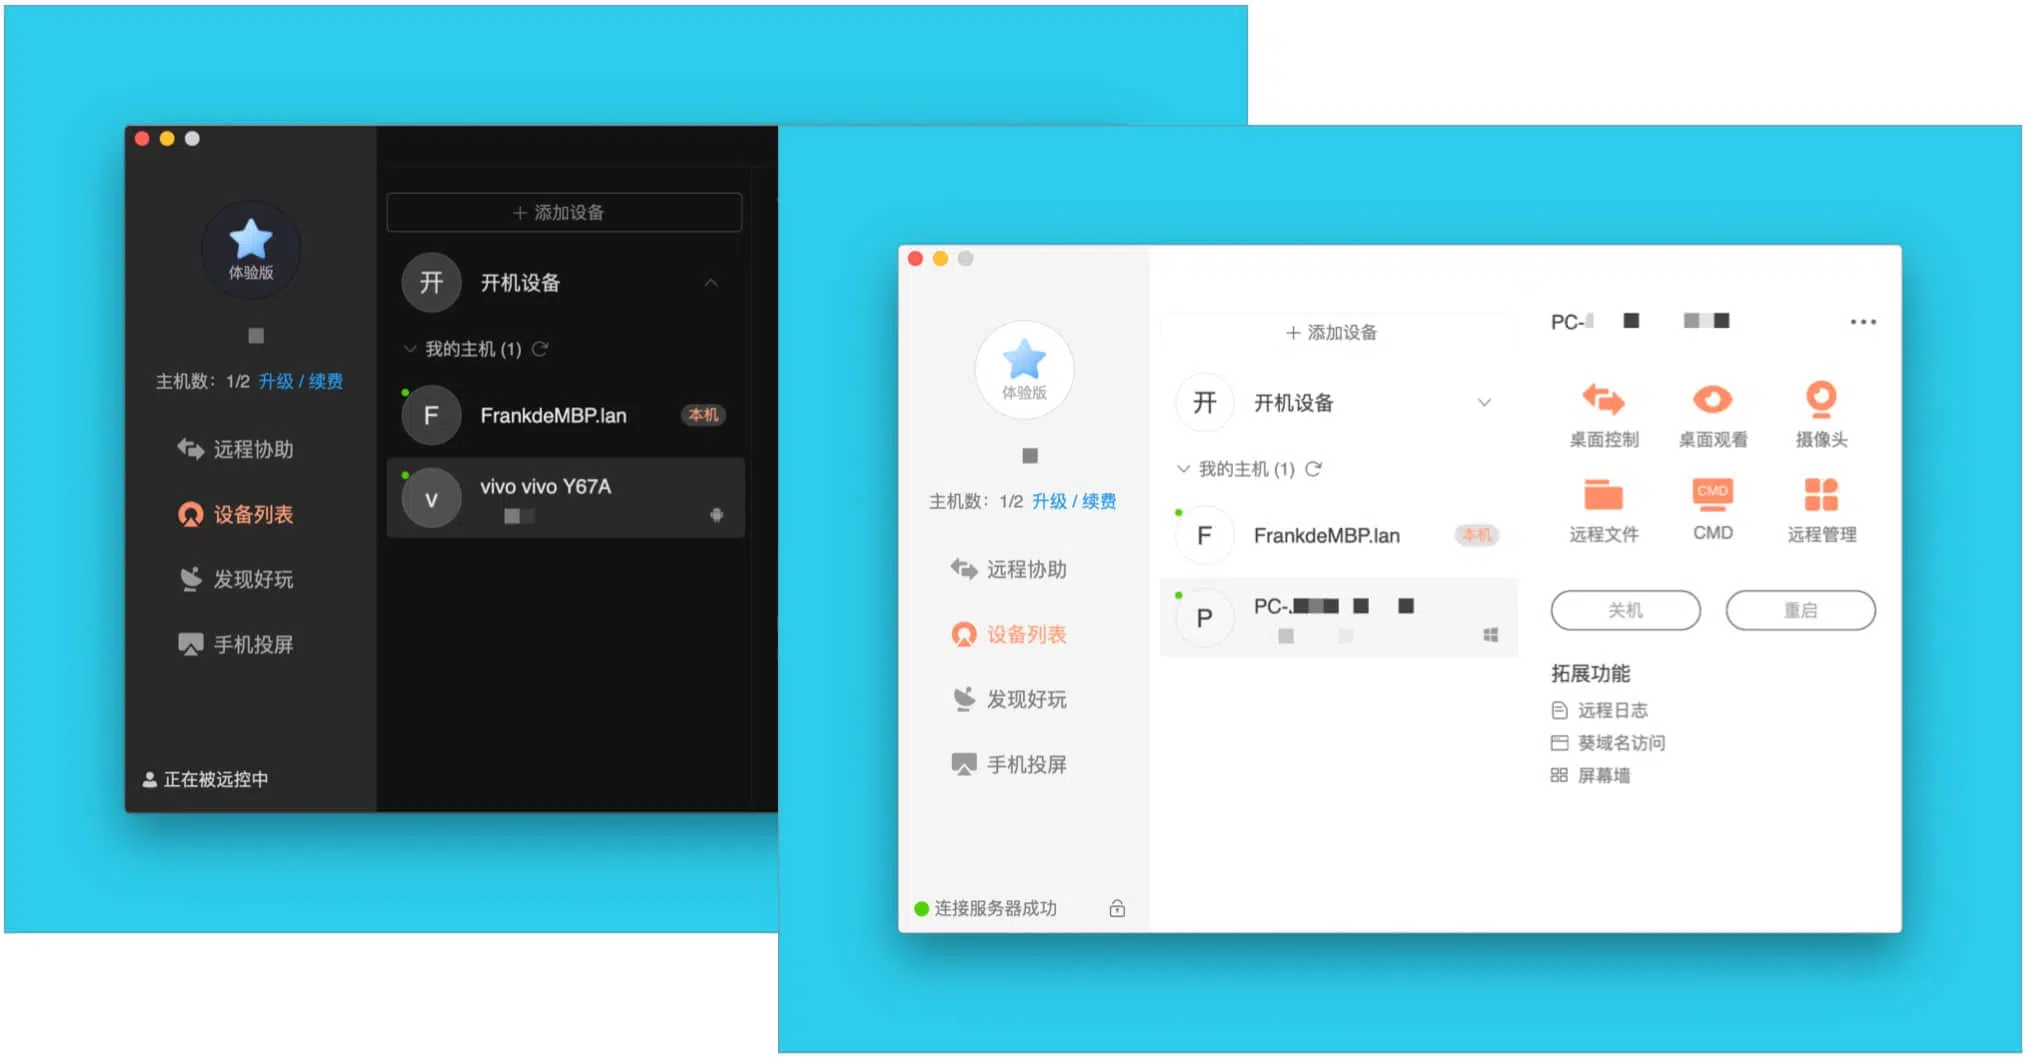 体验版
主机数：1/2 升级 / 续费
远程协助
设备列表
发现好玩
手机投屏
正在被远控中
＋ 添加设备
开 开机设备
我的主机 (1)
F FrankdeMBP.lan 本机
v vivo vivo Y67A
体验版
主机数：1/2 升级 / 续费
远程协助
设备列表
发现好玩
手机投屏
连接服务器成功
＋ 添加设备
开 开机设备
我的主机 (1)
F FrankdeMBP.lan 本机
P PC-
PC-
桌面控制 桌面观看 摄像头
CMD
远程文件 CMD 远程管理
关机 重启
拓展功能
远程日志
葵域名访问
屏幕墙